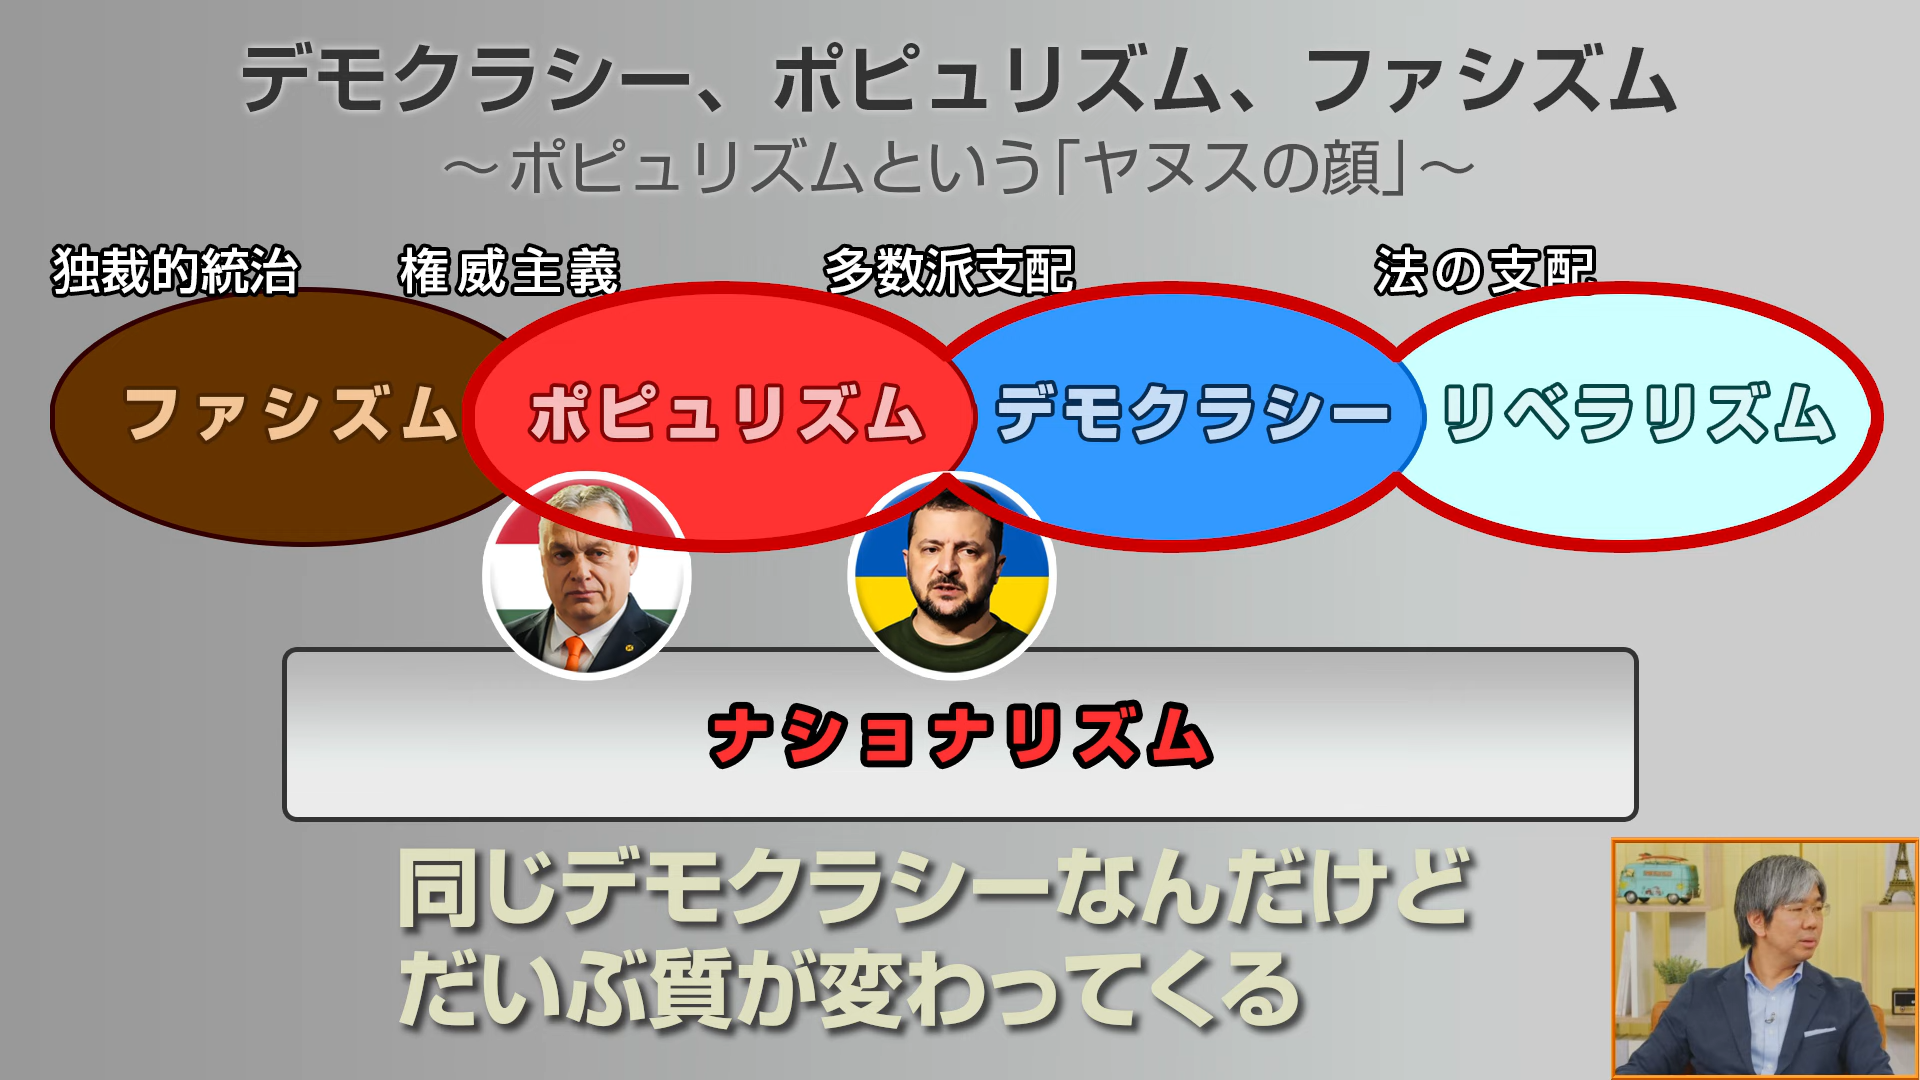 デモクラシー、ポピュリズム、ファシズム
～ポピュリズムという「ヤヌスの顔」～
独裁的統治 権威主義 多数派支配 法の支配
ファシズム ポピュリズム デモクラシー リベラリズム
ナショナリズム
同じデモクラシーなんだけど
だいぶ質が変わってくる